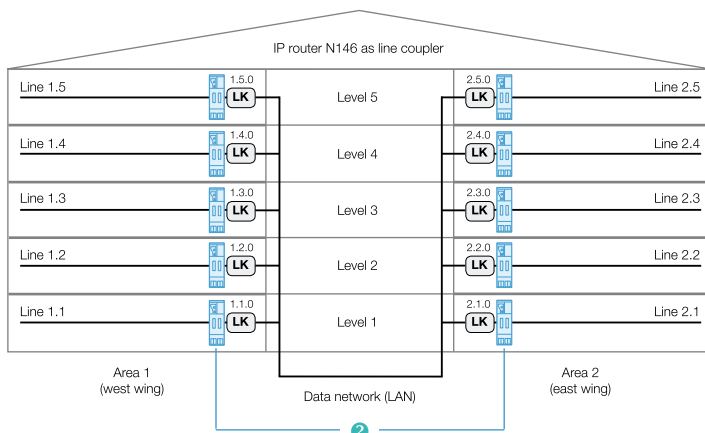 IP router N146 as line coupler
Line 1.5
1.5.0
LK
Level 5
2.5.0
LK
Line 2.5
Line 1.4
1.4.0
LK
Level 4
2.4.0
LK
Line 2.4
Line 1.3
1.3.0
LK
Level 3
2.3.0
LK
Line 2.3
Line 1.2
1.2.0
LK
Level 2
2.2.0
LK
Line 2.2
Line 1.1
1.1.0
LK
Level 1
2.1.0
LK
Line 2.1
Area 1
(west wing)
Data network (LAN)
Area 2
(east wing)
2